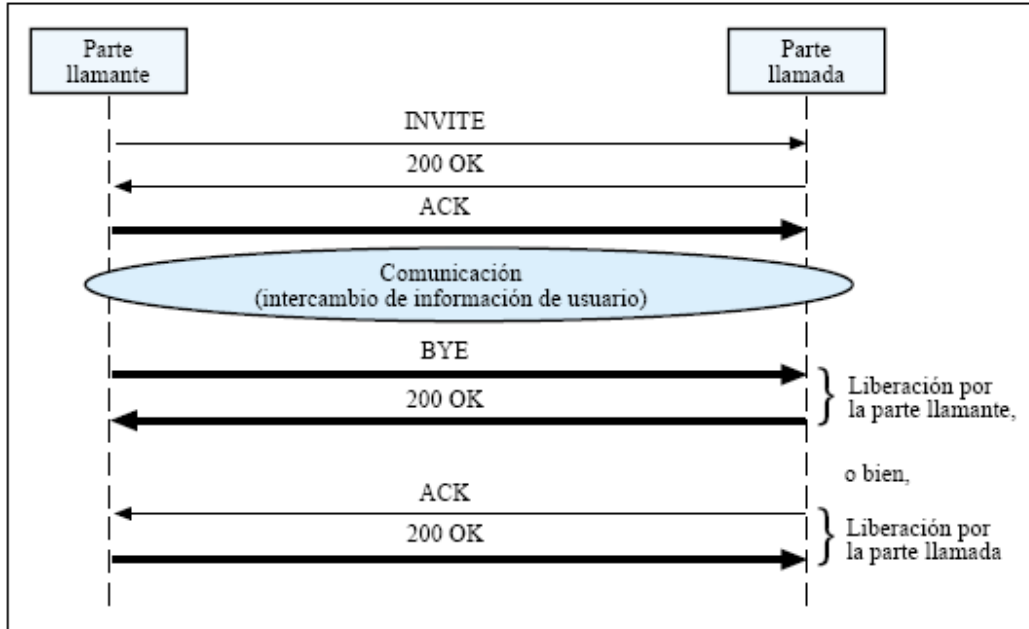 Parte
llamante
Parte
llamada
INVITE
200 OK
ACK
Comunicación
(intercambio de información de usuario)
BYE
200 OK
Liberación por
la parte llamante,
o bien,
ACK
200 OK
Liberación por
la parte llamada